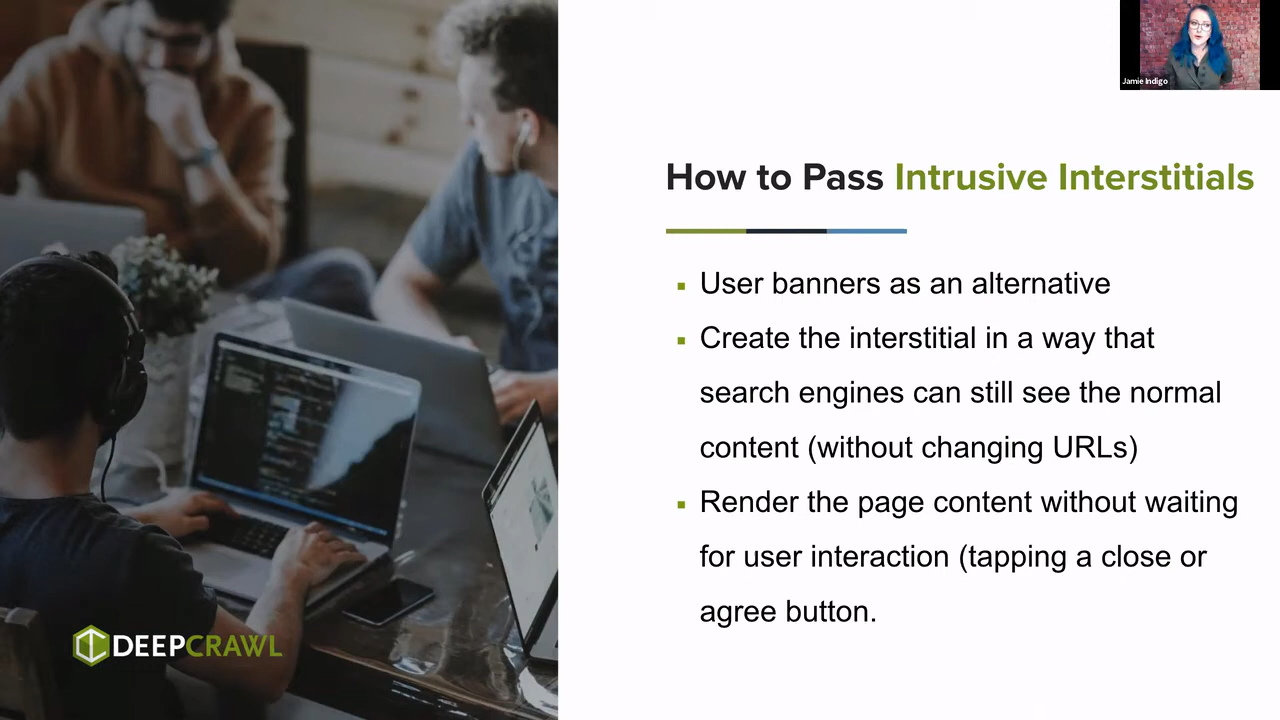 Jamie Indigo
How to Pass Intrusive Interstitials
User banners as an alternative
Create the interstitial in a way that
search engines can still see the normal
content (without changing URLs)
Render the page content without waiting
for user interaction (tapping a close or
agree button.
DEEPCRAWL